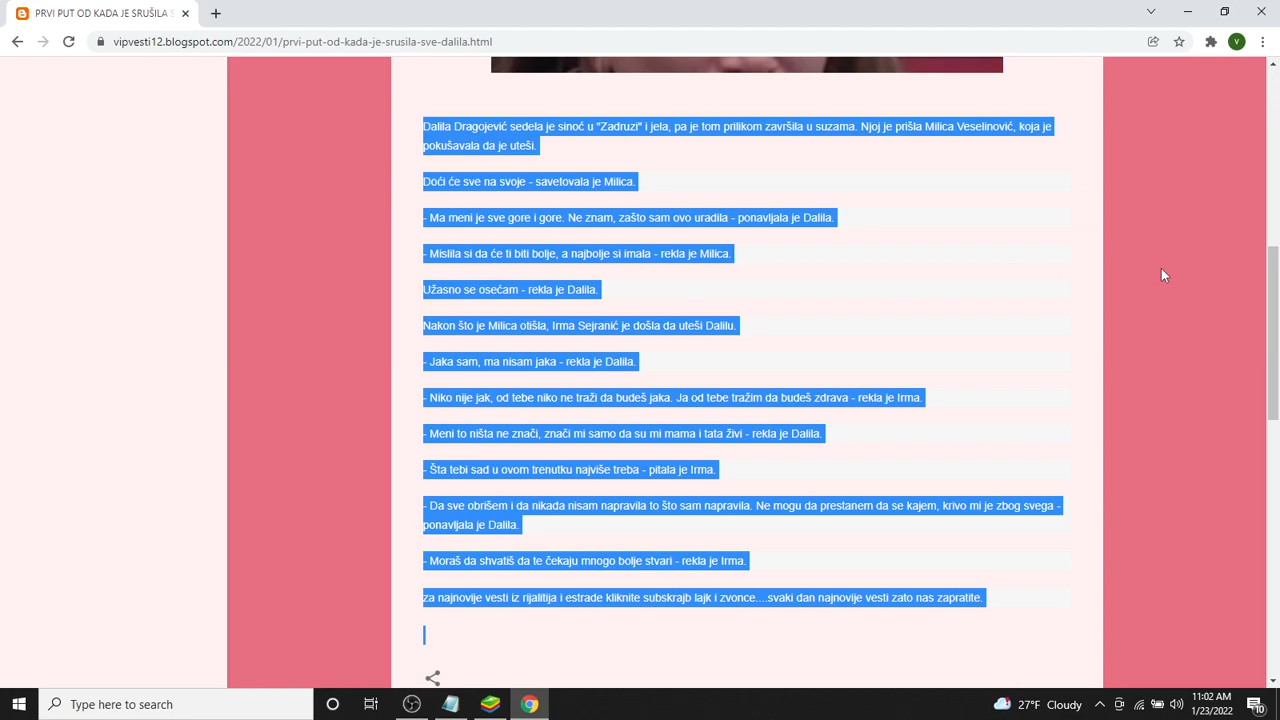 PRVI PUT OD KADA JE SRUŠILA S
vipvesti12.blogspot.com/2022/01/prvi-put-od-kada-je-srusila-sve-dalila.html
V
Dalila Dragojević sedela je sinoć u "Zadruzi" i jela, pa je tom prilikom završila u suzama. Njoj je prišla Milica Veselinović, koja je
pokušavala da je uteši.
Doći će sve na svoje - savetovala je Milica.
- Ma meni je sve gore i gore. Ne znam, zašto sam ovo uradila - ponavljala je Dalila.
- Mislila si da će ti biti bolje, a najbolje si imala - rekla je Milica.
Užasno se osećam - rekla je Dalila.
Nakon što je Milica otišla, Irma Sejranić je došla da uteši Dalilu.
- Jaka sam, ma nisam jaka - rekla je Dalila.
- Niko nije jak, od tebe niko ne traži da budeš jaka. Ja od tebe tražim da budeš zdrava - rekla je Irma.
- Meni to ništa ne znači, znači mi samo da su mi mama i tata živi - rekla je Dalila.
- Šta tebi sad u ovom trenutku najviše treba - pitala je Irma.
- Da sve obrišem i da nikada nisam napravila to što sam napravila. Ne mogu da prestanem da se kajem, krivo mi je zbog svega -
ponavljala je Dalila.
- Moraš da shvatiš da te čekaju mnogo bolje stvari - rekla je Irma.
za najnovije vesti iz rijalitija i estrade kliknite subskrajb lajk i zvonce....svaki dan najnovije vesti zato nas zapratite.
Type here to search
27°F Cloudy
11:02 AM
1/23/2022
10